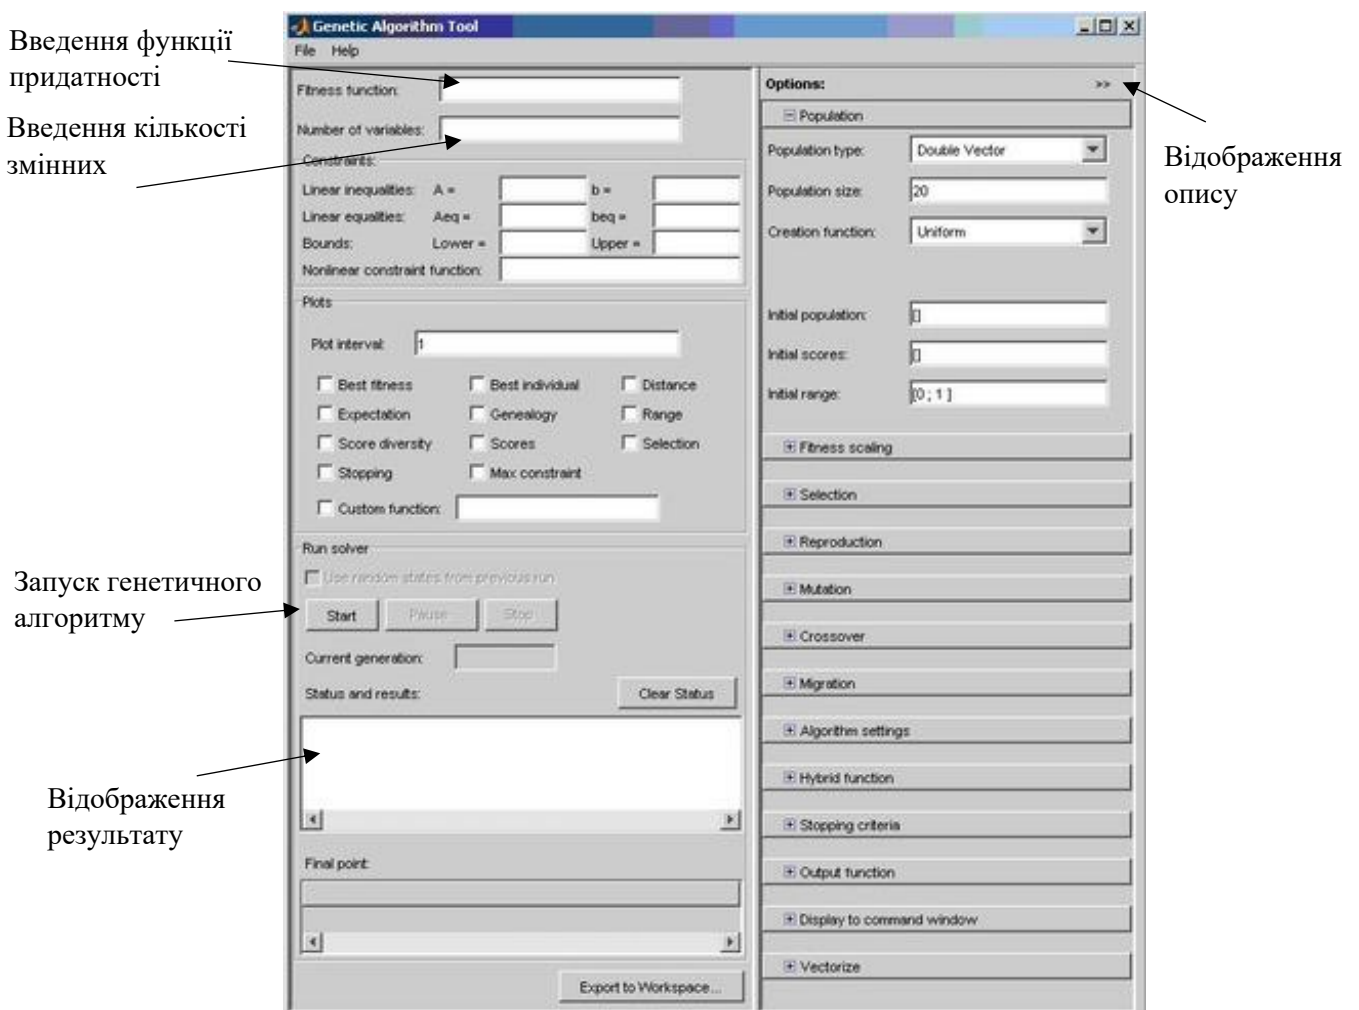 Genetic Algorithm Tool
File Help
Введення функції
придатності
Введення кількості
змінних
Запуск генетичного
алгоритму
Відображення
результату
Fitness function:
Number of variables:
Constraints:
Linear inequalities: A = b =
Linear equalities: Aeq = beq =
Bounds: Lower = Upper =
Nonlinear constraint function:
Plots
Plot interval: 1
Best fitness Best individual Distance
Expectation Genealogy Range
Score diversity Scores Selection
Stopping Max constraint
Custom function:
Run solver
Use random states from previous run
Start Pause Stop
Current generation:
Status and results: Clear Status
Final point:
Export to Workspace...
Options: >>
Population
Population type: Double Vector
Population size: 20
Creation function: Uniform
Initial population: []
Initial scores: []
Initial range: [0 ; 1 ]
Fitness scaling
Selection
Reproduction
Mutation
Crossover
Migration
Algorithm settings
Hybrid function
Stopping criteria
Output function
Display to command window
Vectorize
Відображення
опису